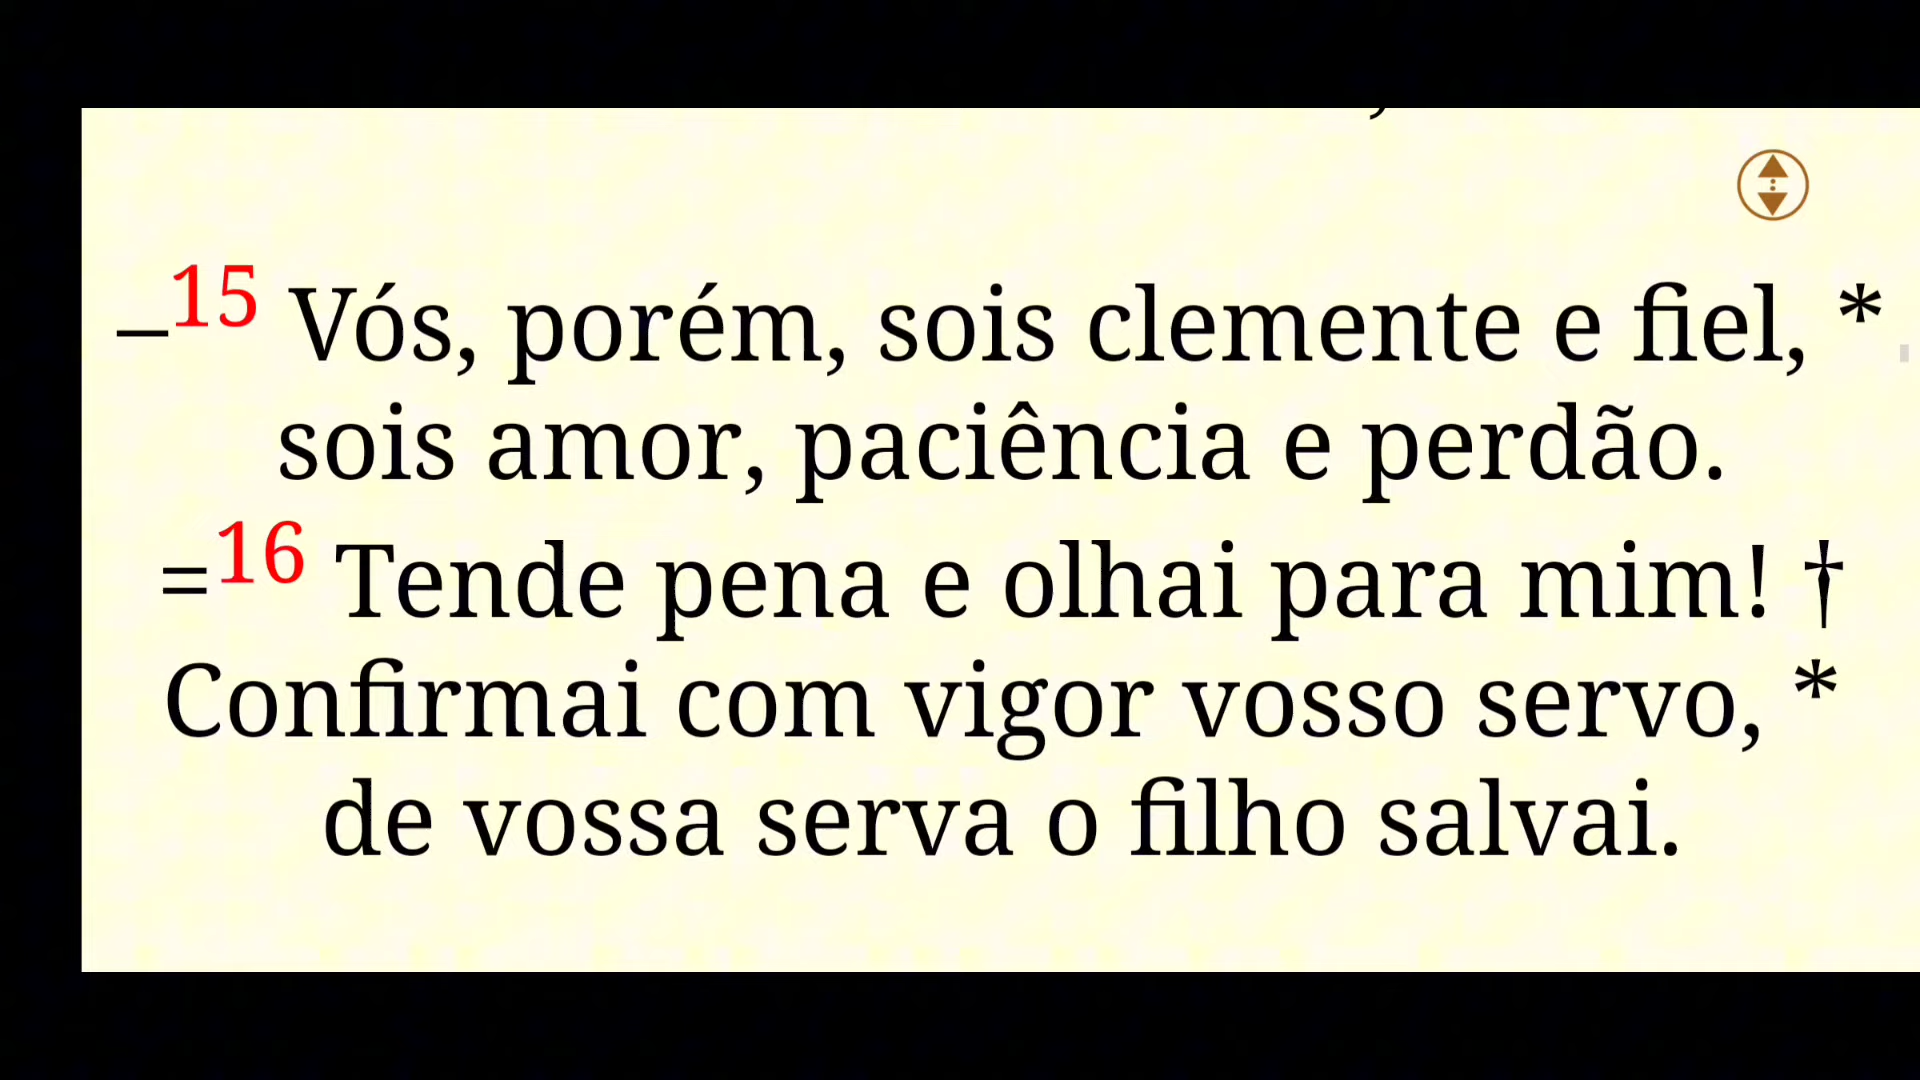 –15 Vós, porém, sois clemente e fiel, *
sois amor, paciência e perdão.
=16 Tende pena e olhai para mim! †
Confirmai com vigor vosso servo, *
de vossa serva o filho salvai.